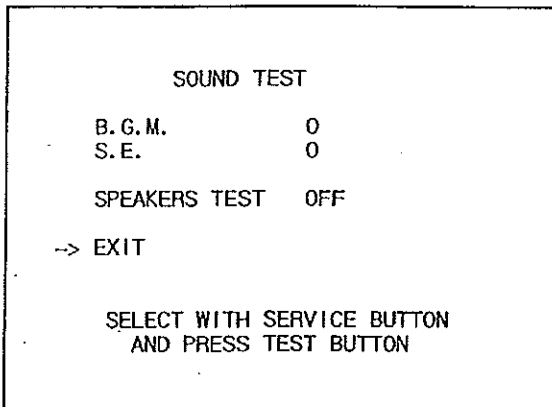 SOUND TEST
B.G.M. 0
S.E. 0
SPEAKERS TEST OFF
--> EXIT
SELECT WITH SERVICE BUTTON
AND PRESS TEST BUTTON